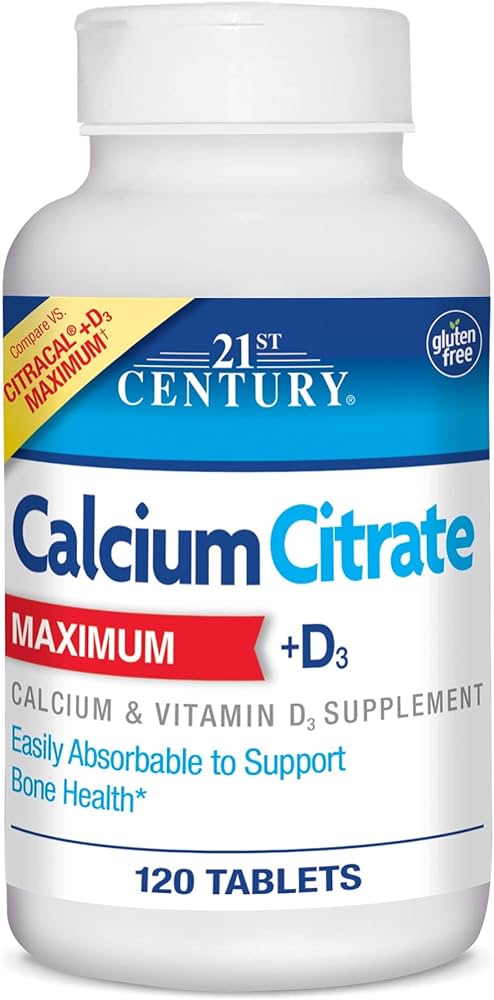 Compare VS.
CITRACAL® +D3
MAXIMUM†
21ST
CENTURY®
gluten
free
Calcium Citrate
MAXIMUM
+D3
CALCIUM & VITAMIN D3 SUPPLEMENT
Easily Absorbable to Support
Bone Health*
120 TABLETS